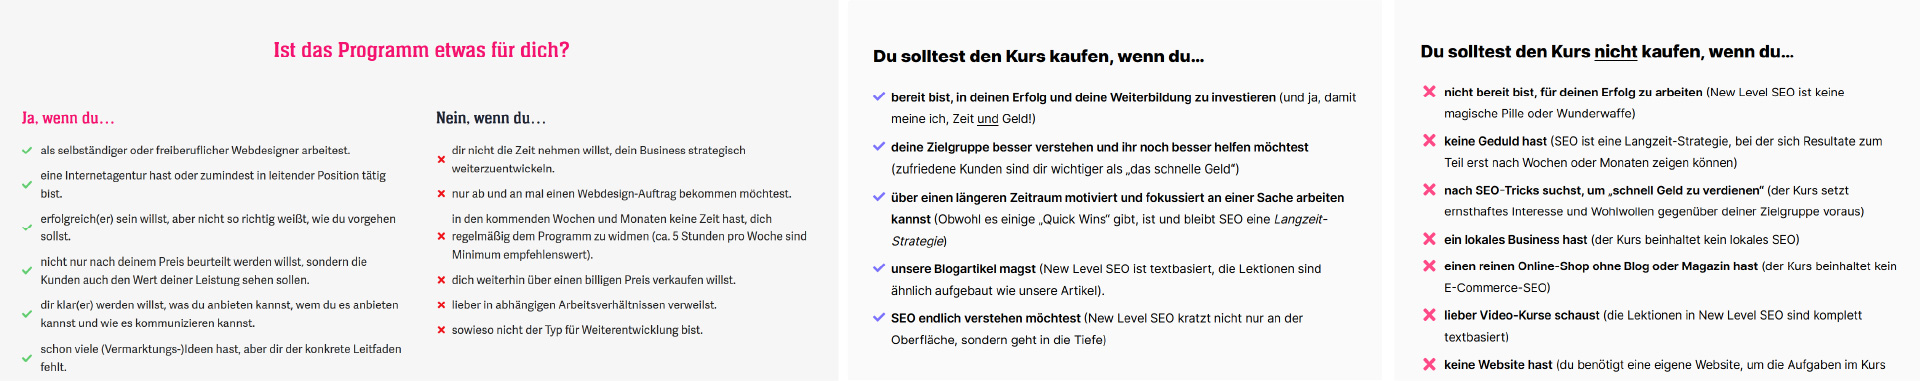 Ist das Programm etwas für dich?
Ja, wenn du…
als selbständiger oder freiberuflicher Webdesigner arbeitest.
eine Internetagentur hast oder zumindest in leitender Position tätig
bist.
erfolgreich(er) sein willst, aber nicht so richtig weißt, wie du vorgehen
sollst.
nicht nur nach deinem Preis beurteilt werden willst, sondern die
Kunden auch den Wert deiner Leistung sehen sollen.
dir klar(er) werden willst, was du anbieten kannst, wem du es anbieten
kannst und wie es kommunizieren kannst.
schon viele (Vermarktungs-)Ideen hast, aber dir der konkrete Leitfaden
fehlt.
Nein, wenn du…
dir nicht die Zeit nehmen willst, dein Business strategisch
weiterzuentwickeln.
nur ab und an mal einen Webdesign-Auftrag bekommen möchtest.
in den kommenden Wochen und Monaten keine Zeit hast, dich
regelmäßig dem Programm zu widmen (ca. 5 Stunden pro Woche sind
Minimum empfehlenswert).
dich weiterhin über einen billigen Preis verkaufen willst.
lieber in abhängigen Arbeitsverhältnissen verweilst.
sowieso nicht der Typ für Weiterentwicklung bist.
Du solltest den Kurs kaufen, wenn du…
bereit bist, in deinen Erfolg und deine Weiterbildung zu investieren (und ja, damit
meine ich, Zeit und Geld!)
deine Zielgruppe besser verstehen und ihr noch besser helfen möchtest
(zufriedene Kunden sind dir wichtiger als „das schnelle Geld“)
über einen längeren Zeitraum motiviert und fokussiert an einer Sache arbeiten
kannst (Obwohl es einige „Quick Wins“ gibt, ist und bleibt SEO eine Langzeit-
Strategie)
unsere Blogartikel magst (New Level SEO ist textbasiert, die Lektionen sind
ähnlich aufgebaut wie unsere Artikel).
SEO endlich verstehen möchtest (New Level SEO kratzt nicht nur an der
Oberfläche, sondern geht in die Tiefe)
Du solltest den Kurs nicht kaufen, wenn du…
nicht bereit bist, für deinen Erfolg zu arbeiten (New Level SEO ist keine
magische Pille oder Wunderwaffe)
keine Geduld hast (SEO ist eine Langzeit-Strategie, bei der sich Resultate zum
Teil erst nach Wochen oder Monaten zeigen können)
nach SEO-Tricks suchst, um „schnell Geld zu verdienen“ (der Kurs setzt
ernsthaftes Interesse und Wohlwollen gegenüber deiner Zielgruppe voraus)
ein lokales Business hast (der Kurs beinhaltet kein lokales SEO)
einen reinen Online-Shop ohne Blog oder Magazin hast (der Kurs beinhaltet kein
E-Commerce-SEO)
lieber Video-Kurse schaust (die Lektionen in New Level SEO sind komplett
textbasiert)
keine Website hast (du benötigst eine eigene Website, um die Aufgaben im Kurs